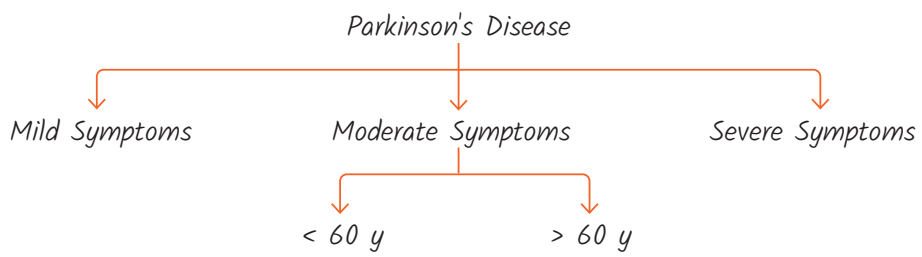 Parkinson's Disease
Mild Symptoms
Moderate Symptoms
Severe Symptoms
< 60 y
> 60 y